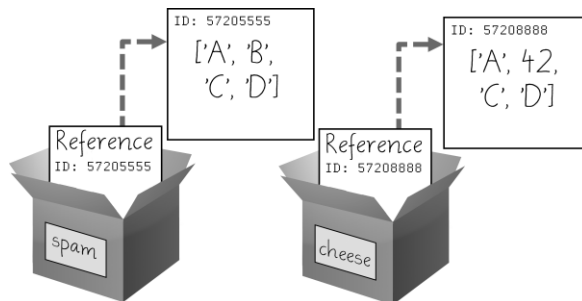 ID: 57205555
['A', 'B',
'C', 'D']
Reference
ID: 57205555
spam
ID: 57208888
['A', 42,
'C', 'D']
Reference
ID: 57208888
cheese